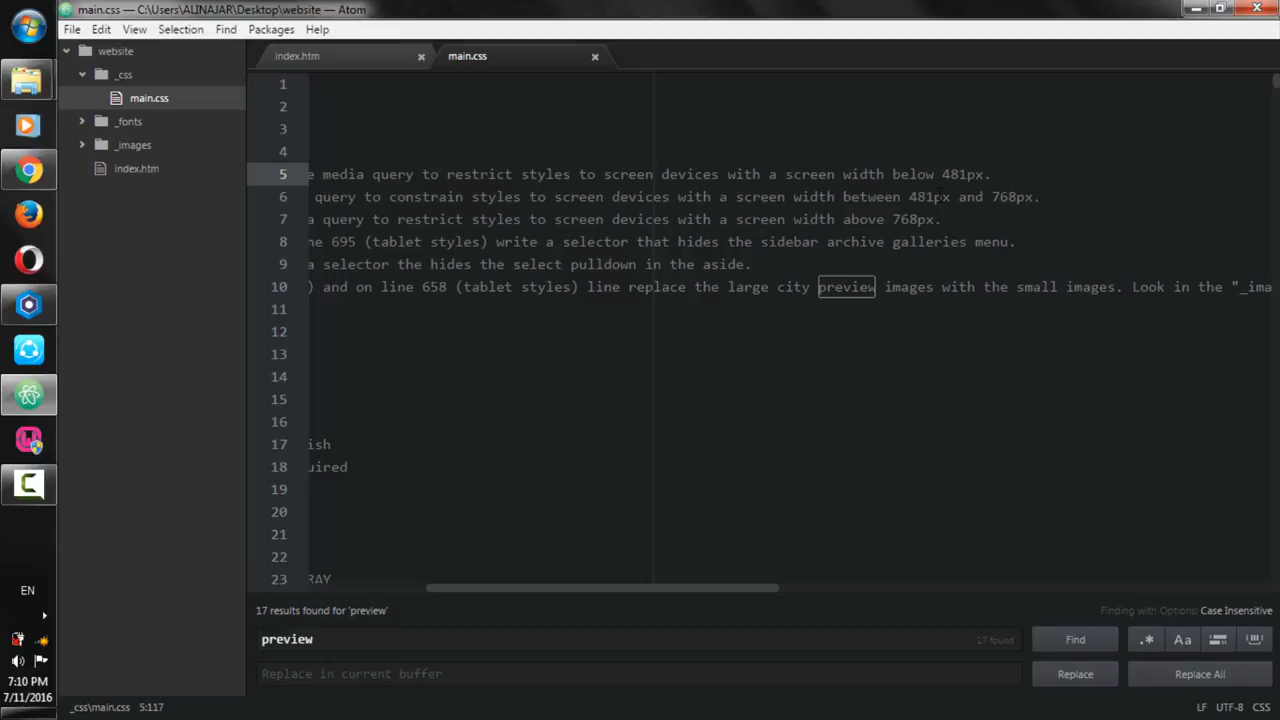 main.css — C:\Users\ALINAJAR\Desktop\website — Atom
File Edit View Selection Find Packages Help
website
_css
main.css
_fonts
_images
index.htm
index.htm
main.css
1
2
3
4
5 e media query to restrict styles to screen devices with a screen width below 481px.
6 query to constrain styles to screen devices with a screen width between 481px and 768px.
7 a query to restrict styles to screen devices with a screen width above 768px.
8 ne 695 (tablet styles) write a selector that hides the sidebar archive galleries menu.
9 a selector the hides the select pulldown in the aside.
10 ) and on line 658 (tablet styles) line replace the large city preview images with the small images. Look in the "_ima
11
12
13
14
15
16
17 ish
18 uired
19
20
21
22
23 RAY
17 results found for 'preview'
Finding with Options: Case Insensitive
preview
17 found
Find
.*
Aa
Replace in current buffer
Replace
Replace All
_css\main.css 5:117
LF UTF-8 CSS
EN
7:10 PM
7/11/2016